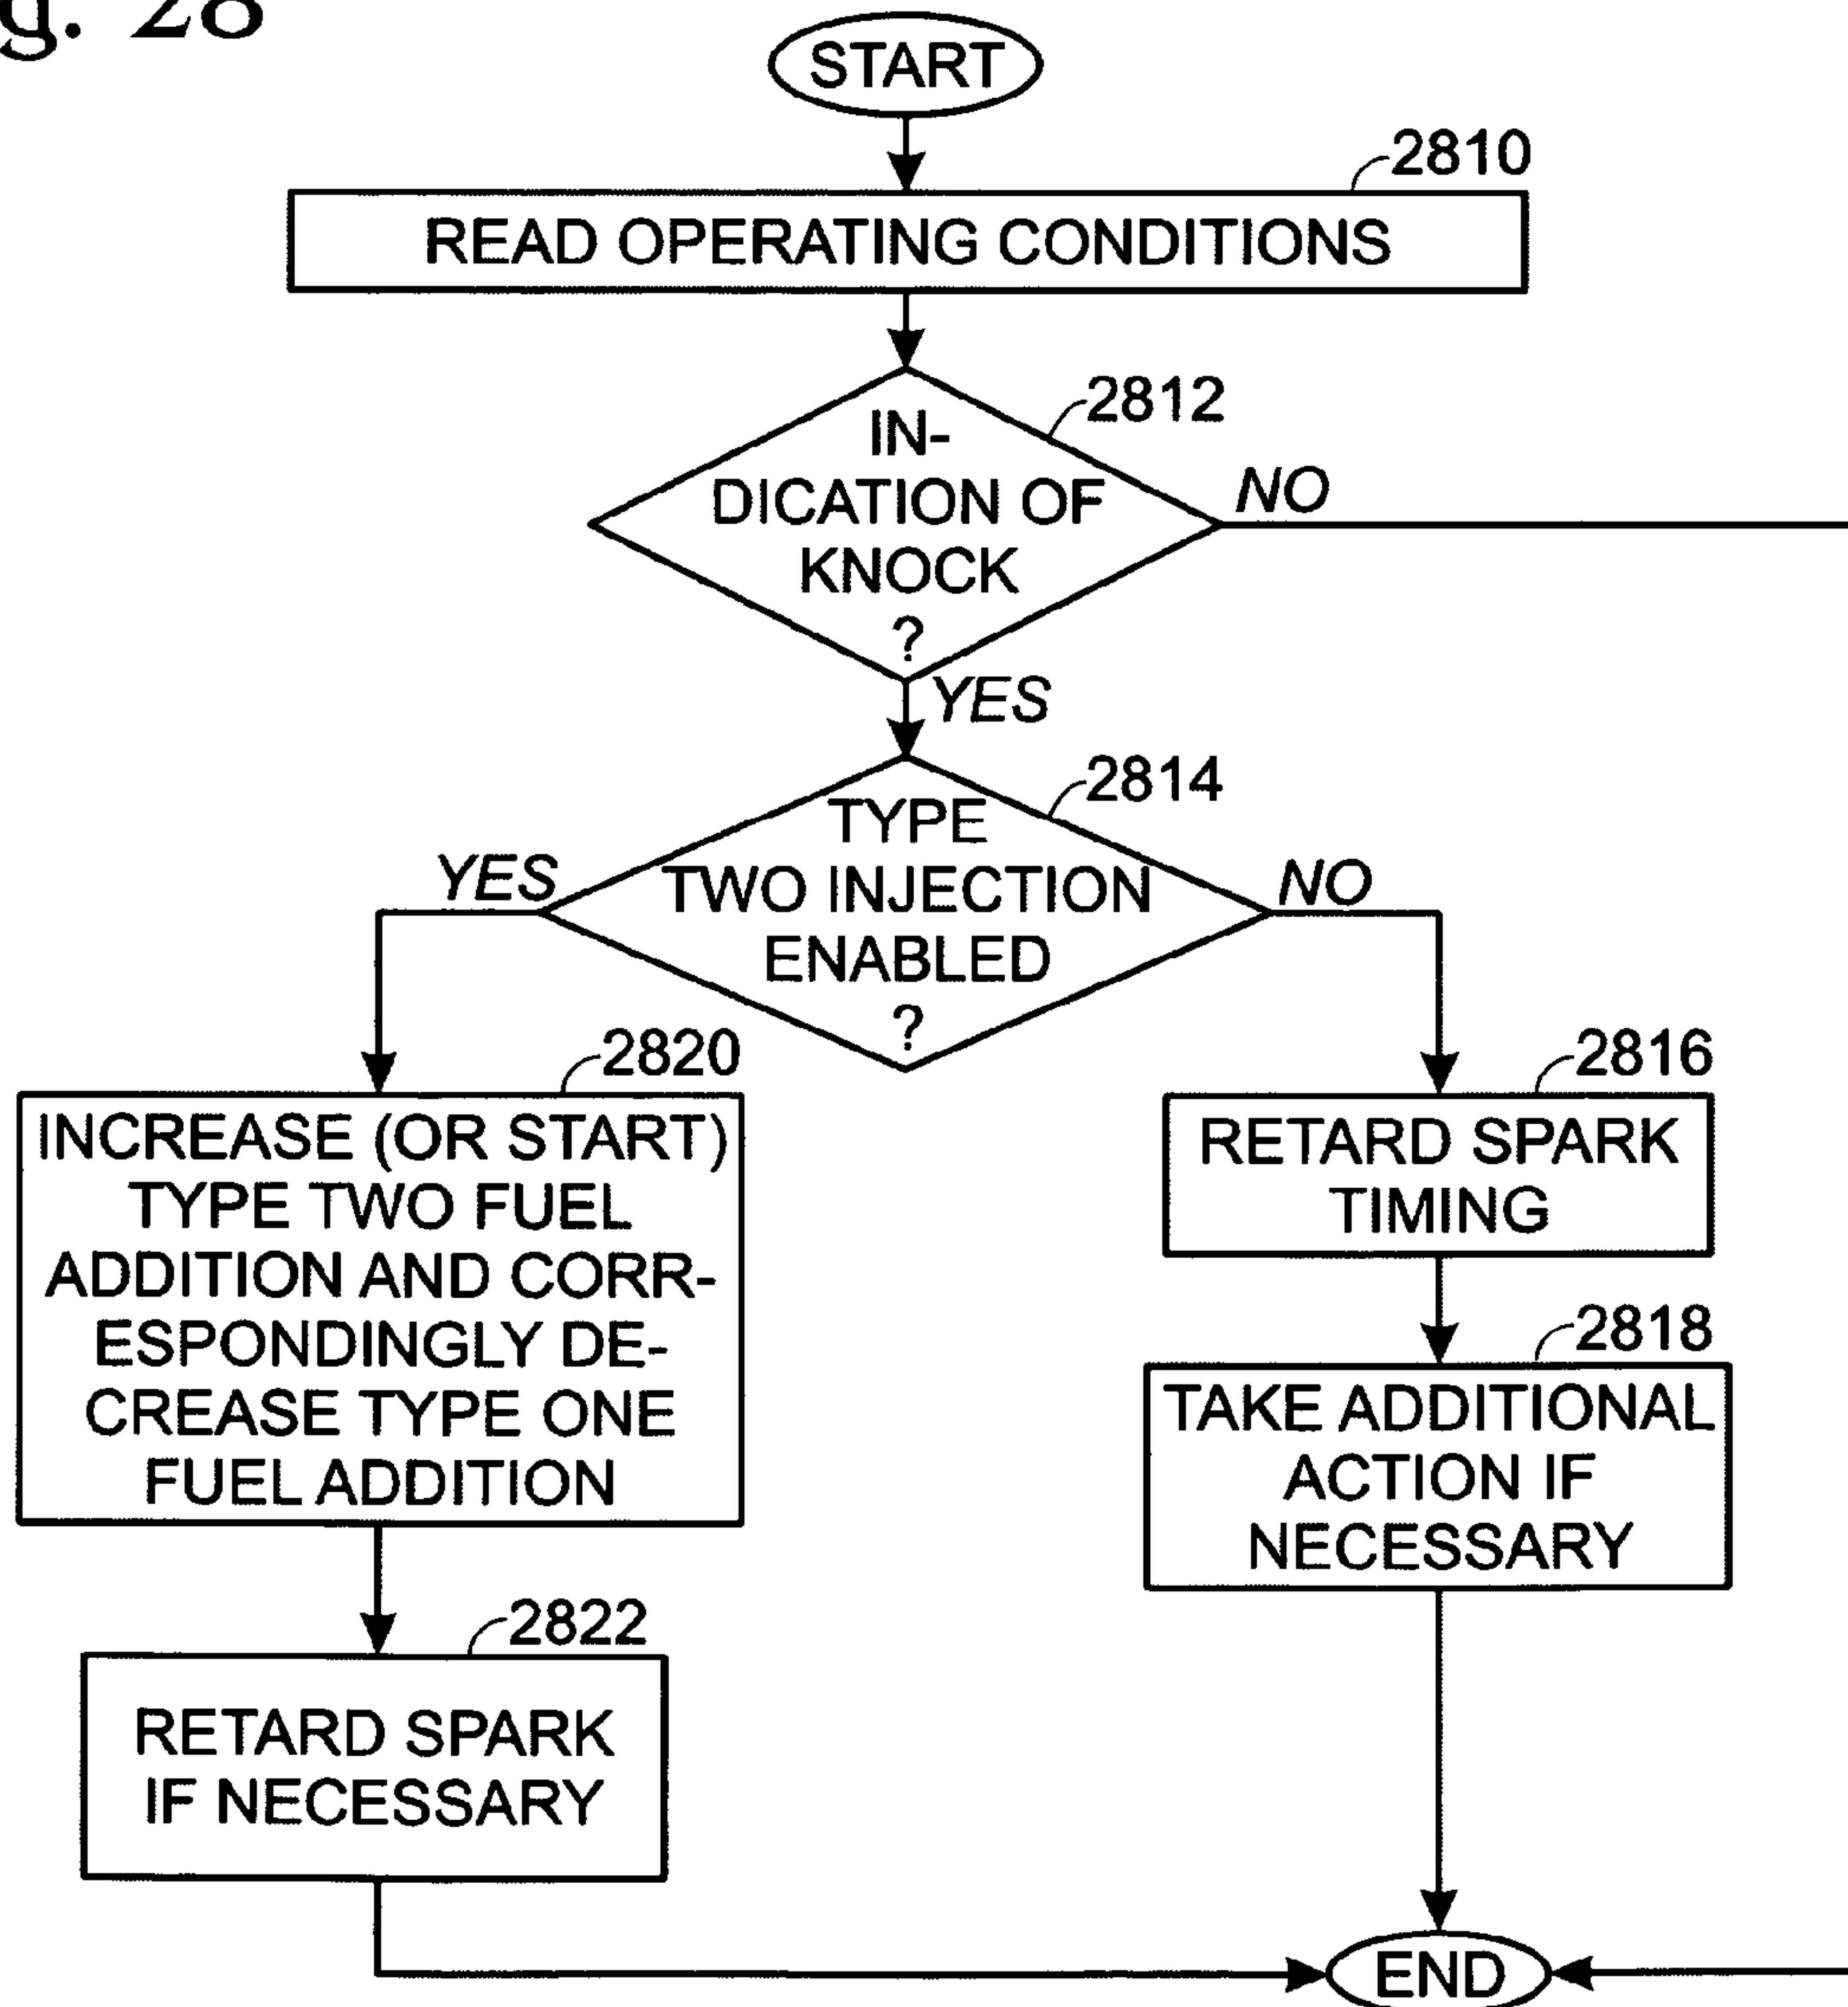 g. 28
START
2810
READ OPERATING CONDITIONS
2812
IN-
DICATION OF
KNOCK
?
NO
YES
2814
TYPE
TWO INJECTION
ENABLED
?
YES
NO
2820
INCREASE (OR START)
TYPE TWO FUEL
ADDITION AND CORR-
ESPONDINGLY DE-
CREASE TYPE ONE
FUEL ADDITION
2816
RETARD SPARK
TIMING
2818
TAKE ADDITIONAL
ACTION IF
NECESSARY
2822
RETARD SPARK
IF NECESSARY
END